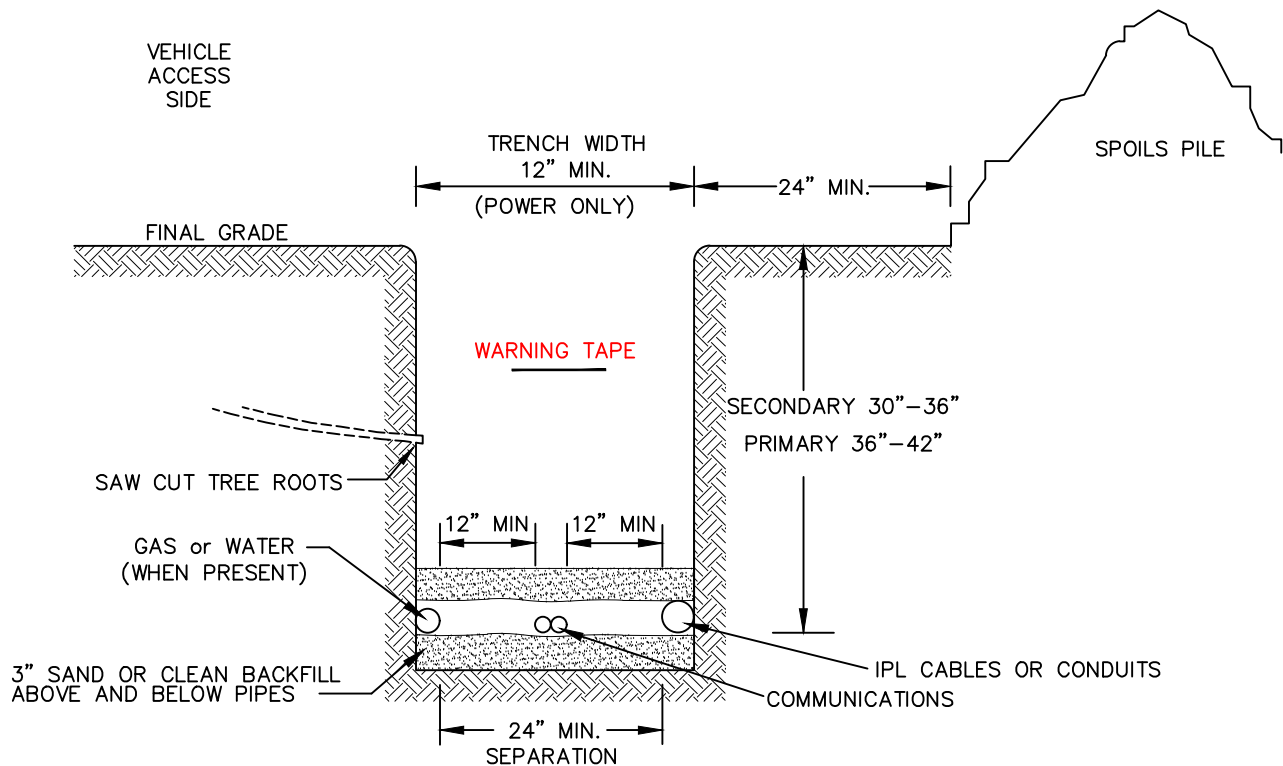 VEHICLE
ACCESS
SIDE
TRENCH WIDTH
12” MIN.
(POWER ONLY)
24” MIN.
SPOILS PILE
FINAL GRADE
WARNING TAPE
SECONDARY 30”–36”
PRIMARY 36”–42”
SAW CUT TREE ROOTS
12” MIN
12” MIN
GAS or WATER
(WHEN PRESENT)
3” SAND OR CLEAN BACKFILL
ABOVE AND BELOW PIPES
IPL CABLES OR CONDUITS
COMMUNICATIONS
24” MIN.
SEPARATION